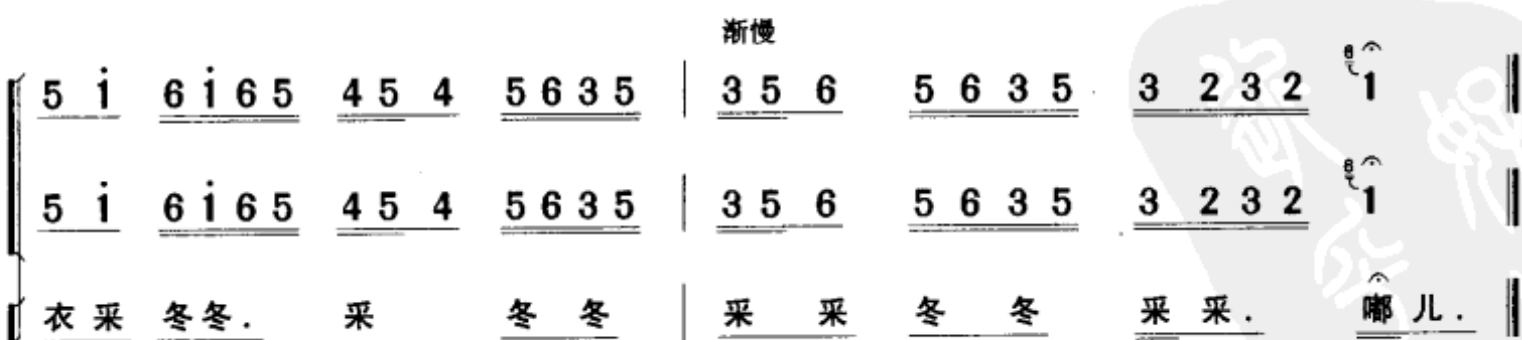 渐慢
5 i̇ 6 i̇ 6 5 4 5 4 5 6 3 5 | 3 5 6 5 6 3 5 3 2 3 2 6 1
5 i̇ 6 i̇ 6 5 4 5 4 5 6 3 5 | 3 5 6 5 6 3 5 3 2 3 2 6 1
衣 采 冬 冬 . 采 冬 冬 | 采 采 冬 冬 采 采 . 嘟 儿 .